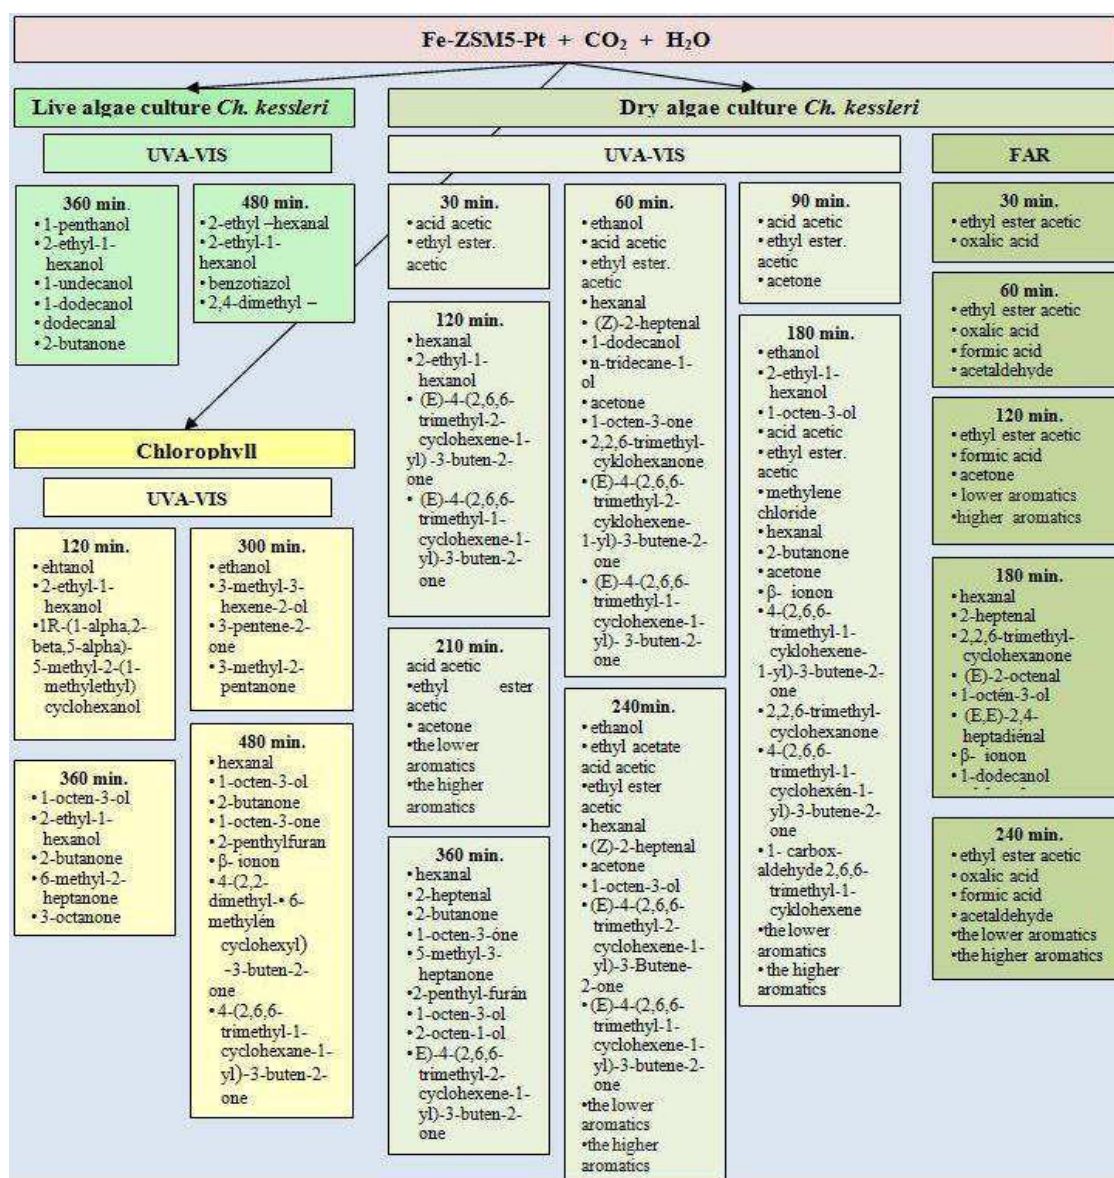 Fe-ZSM5-Pt + CO₂ + H₂O
Live algae culture Ch. kessleri
UVA-VIS
360 min.
•1-penthanol
•2-ethyl-1-
hexanol
•1-undecanol
•1-dodecanol
•dodecanal
•2-butanone
480 min.
•2-ethyl –hexanal
•2-ethyl-1-
hexanol
•benzotiazol
•2,4-dimethyl –
Chlorophyll
UVA-VIS
120 min.
•ehtanol
•2-ethyl-1-
hexanol
•1R-(1-alpha,2-
beta,5-alpha)-
5-methyl-2-(1-
methylethyl)
cyclohexanol
300 min.
•ethanol
•3-methyl-3-
hexene-2-ol
•3-pentene-2-
one
•3-methyl-2-
pentanone
360 min.
•1-octen-3-ol
•2-ethyl-1-
hexanol
•2-butanone
•6-methyl-2-
heptanone
•3-octanone
480 min.
•hexanal
•1-octen-3-ol
•2-butanone
•1-octen-3-one
•2-penthylfuran
•β- ionon
•4-(2,2-
dimethyl-• 6-
methylén
cyclohexyl)
-3-buten-2-
one
•4-(2,6,6-
trimethyl-1-
cyclohexane-1-
yl)-3-buten-2-
one
Dry algae culture Ch. kessleri
UVA-VIS
30 min.
•acid acetic
•ethyl ester.
acetic
120 min.
•hexanal
•2-ethyl-1-
hexanol
• (E)-4-(2,6,6-
trimethyl-2-
cyclohexene-1-
yl) -3-buten-2-
one
• (E)-4-(2,6,6-
trimethyl-1-
cyclohexene-1-
yl)-3-buten-2-
one
210 min.
acid acetic
•ethyl ester
acetic
• acetone
•the lower
aromatics
•the higher
aromatics
360 min.
•hexanal
•2-heptenal
•2-butanone
•1-octen-3-óne
•5-methyl-3-
heptanone
•2-penthyl-furán
•1-octen-3-ol
•2-octen-1-ol
•E)-4-(2,6,6-
trimethyl-2-
cyclohexene-1-
yl)-3-buten-2-
one
60 min.
•ethanol
•acid acetic
•ethyl ester.
acetic
•hexanal
• (Z)-2-heptenal
•1-dodecanol
•n-tridecane-1-
ol
•acetone
•1-octen-3-one
•2,2,6-trimethyl-
cyklohexanone
•(E)-4-(2,6,6-
trimethyl-2-
cyklohexene-
1-yl)-3-butene-2-
one
• (E)-4-(2,6,6-
trimethyl-1-
cyclohexene-1-
yl)- 3-buten-2-
one
240min.
•ethanol
•ethyl acetate
acid acetic
•ethyl ester
acetic
•hexanal
•(Z)-2-heptenal
•acetone
•1-octen-3-ol
•(E)-4-(2,6,6-
trimethyl-2-
cyclohexene-1-
yl)-3-Butene-
2-one
•(E)-4-(2,6,6-
trimethyl-1-
cyclohexene-1-
yl)-3-butene-2-
one
•the lower
aromatics
•the higher
aromatics
90 min.
•acid acetic
•ethyl ester.
acetic
•acetone
180 min.
•ethanol
•2-ethyl-1-
hexanol
•1-octen-3-ol
•acid acetic
•ethyl ester.
acetic
•methylene
chloride
•hexanal
•2-butanone
•acetone
•β- ionon
•4-(2,6,6-
trimethyl-1-
cyklohexene-
1-yl)-3-butene-2-
one
•2,2,6-trimethyl-
cyclohexanone
•4-(2,6,6-
trimethyl-1-
cyclohexén-1-
yl)-3-butene-2-
one
•1- carbox-
aldehyde 2,6,6-
trimethyl-1-
cyklohexene
•the lower
aromatics
• the higher
aromatics
FAR
30 min.
•ethyl ester acetic
•oxalic acid
60 min.
•ethyl ester acetic
•oxalic acid
•formic acid
•acetaldehyde
120 min.
•ethyl ester acetic
•formic acid
•acetone
• lower aromatics
•higher aromatics
180 min.
•hexanal
•2-heptenal
•2,2,6-trimethyl-
cyclohexanone
• (E)-2-octenal
•1-octén-3-ol
• (E,E)-2,4-
heptadiénal
•β- ionon
•1-dodecanol
240 min.
•ethyl ester acetic
•oxalic acid
•formic acid
•acetaldehyde
•the lower aromatics
•the higher aromatics